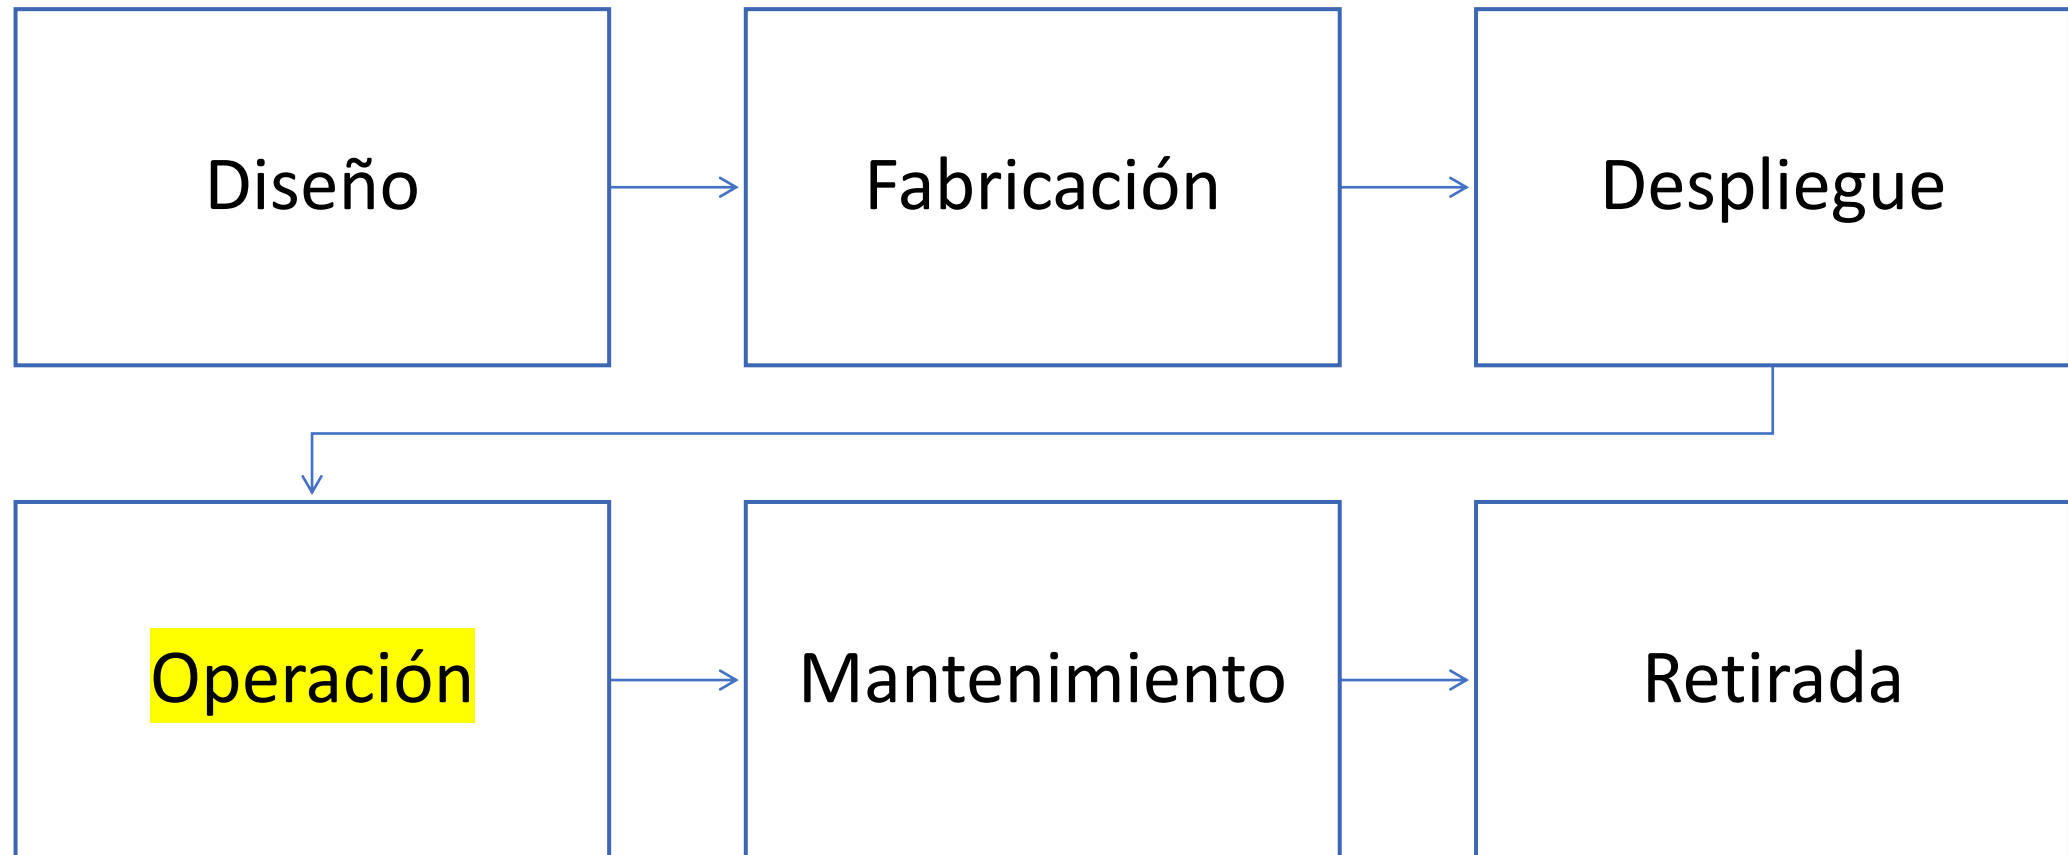 Diseño
Fabricación
Despliegue
Operación
Mantenimiento
Retirada